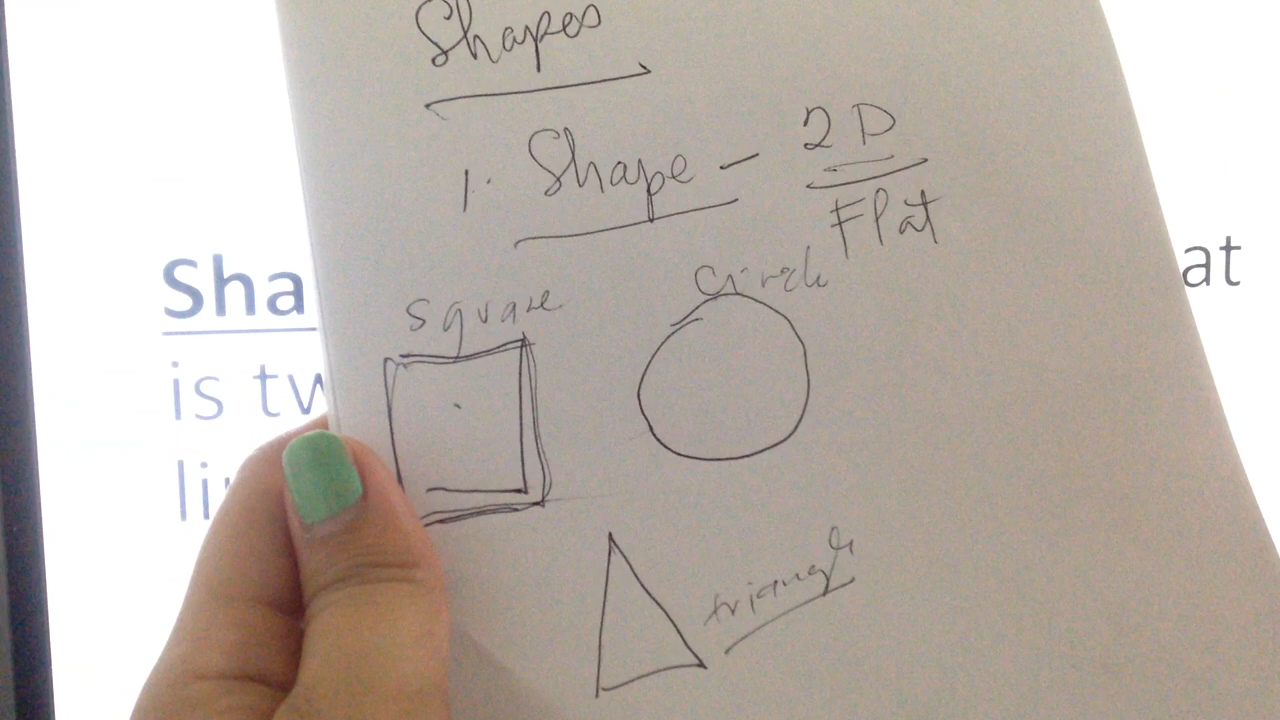 Shapes
1. Shape - 2D
Flat
Square
Circle
triangle
Sha
at
is tw
li